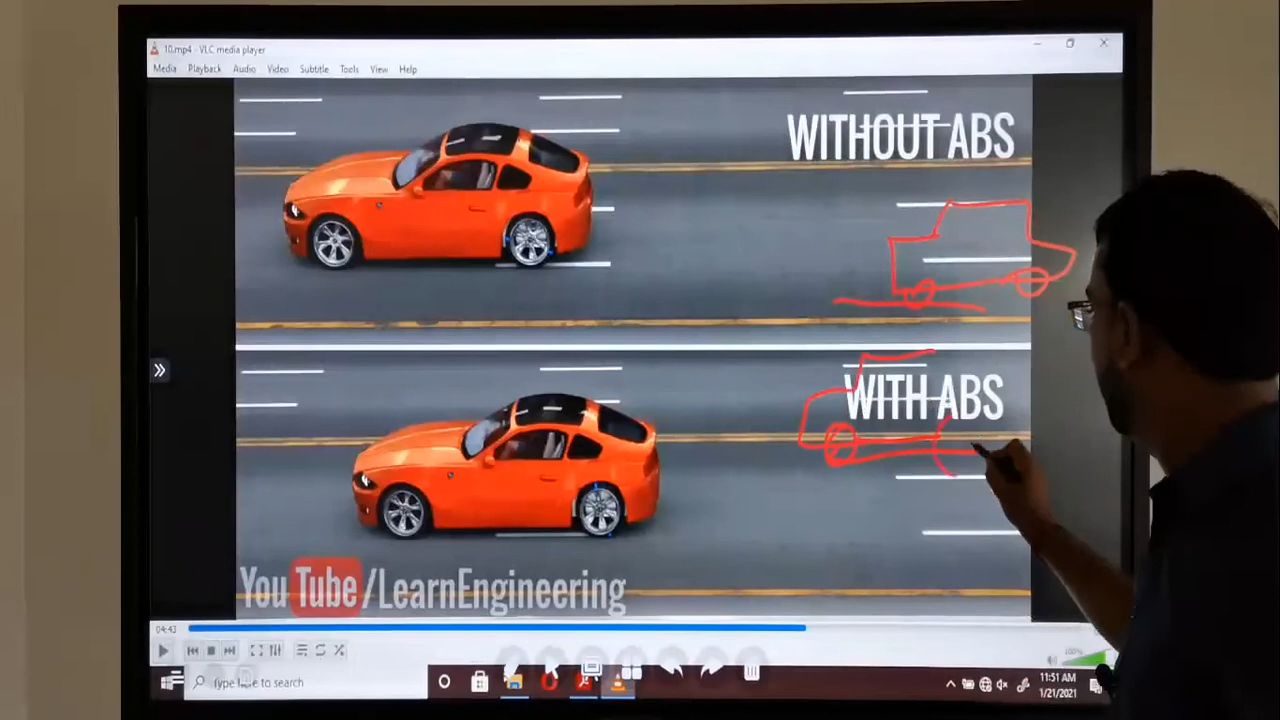 10.mp4 - VLC media player
Media Playback Audio Video Subtitle Tools View Help
WITHOUT ABS
WITH ABS
YouTube/LearnEngineering
04:43
100%
Type here to search
11:51 AM
1/21/2021